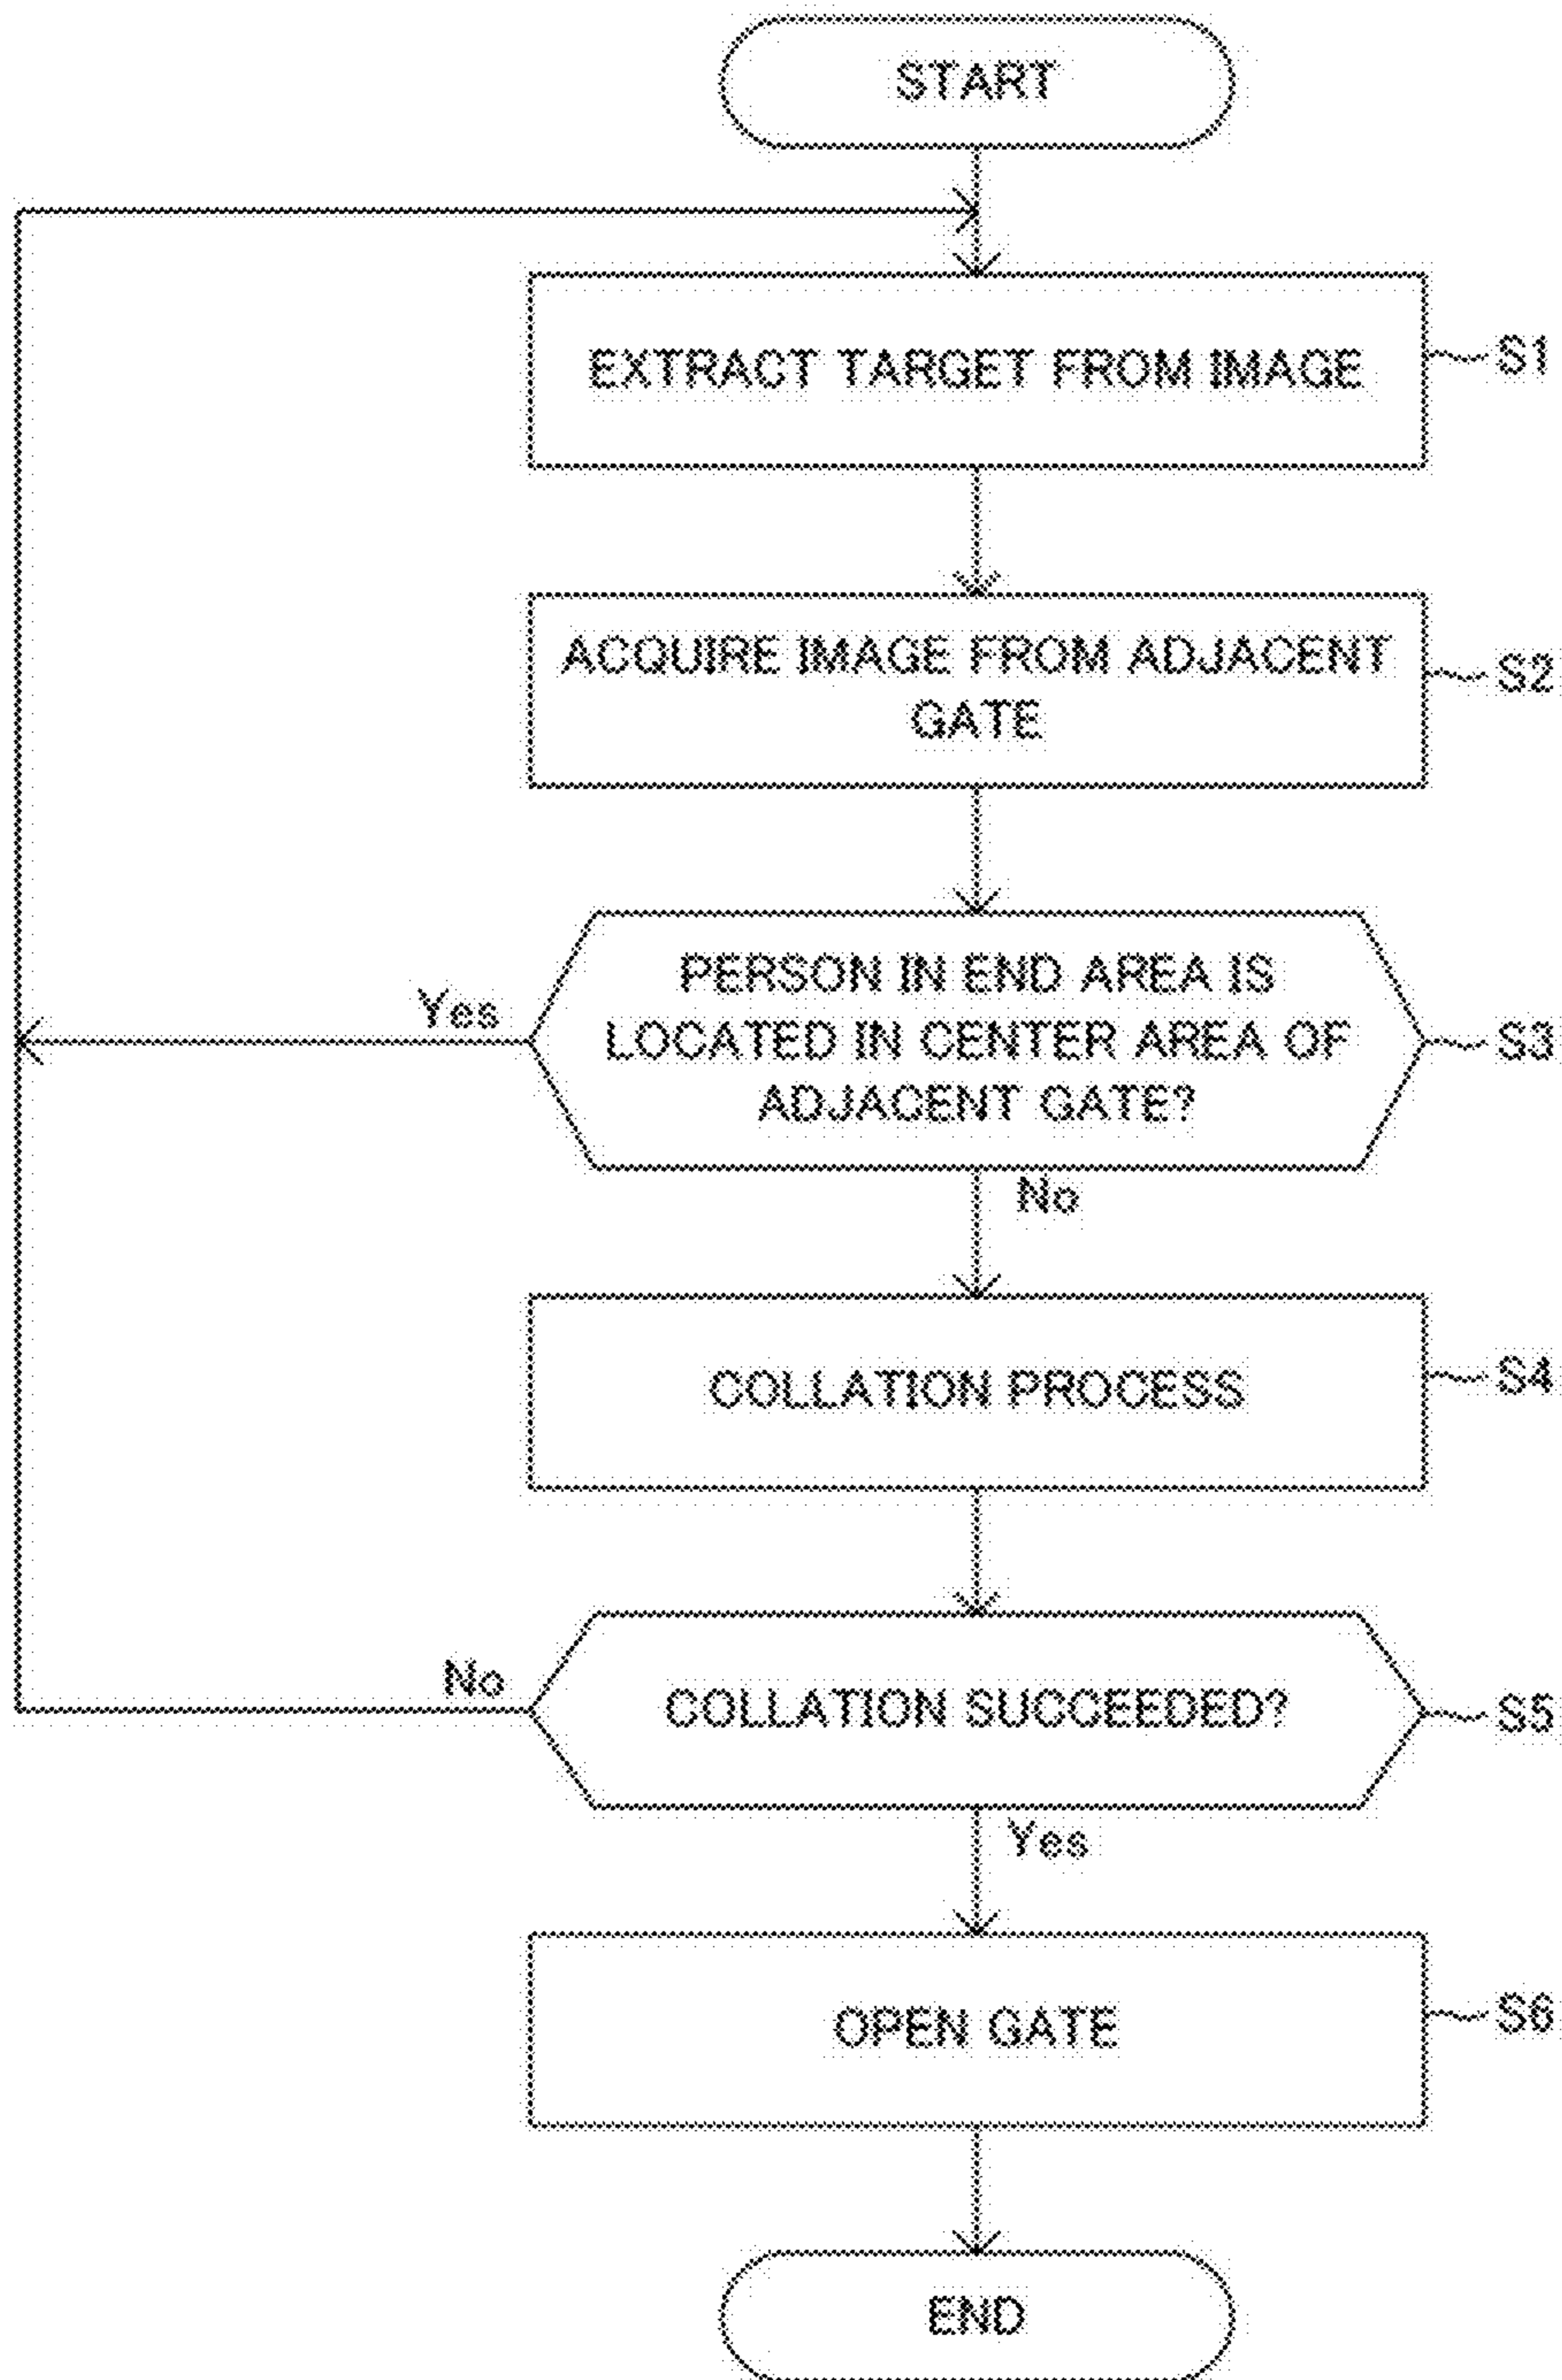 START
EXTRACT TARGET FROM IMAGE
S1
ACQUIRE IMAGE FROM ADJACENT
GATE
S2
PERSON IN END AREA IS
LOCATED IN CENTER AREA OF
ADJACENT GATE?
S3
Yes
No
COLLATION PROCESS
S4
COLLATION SUCCEEDED?
S5
No
Yes
OPEN GATE
S6
END